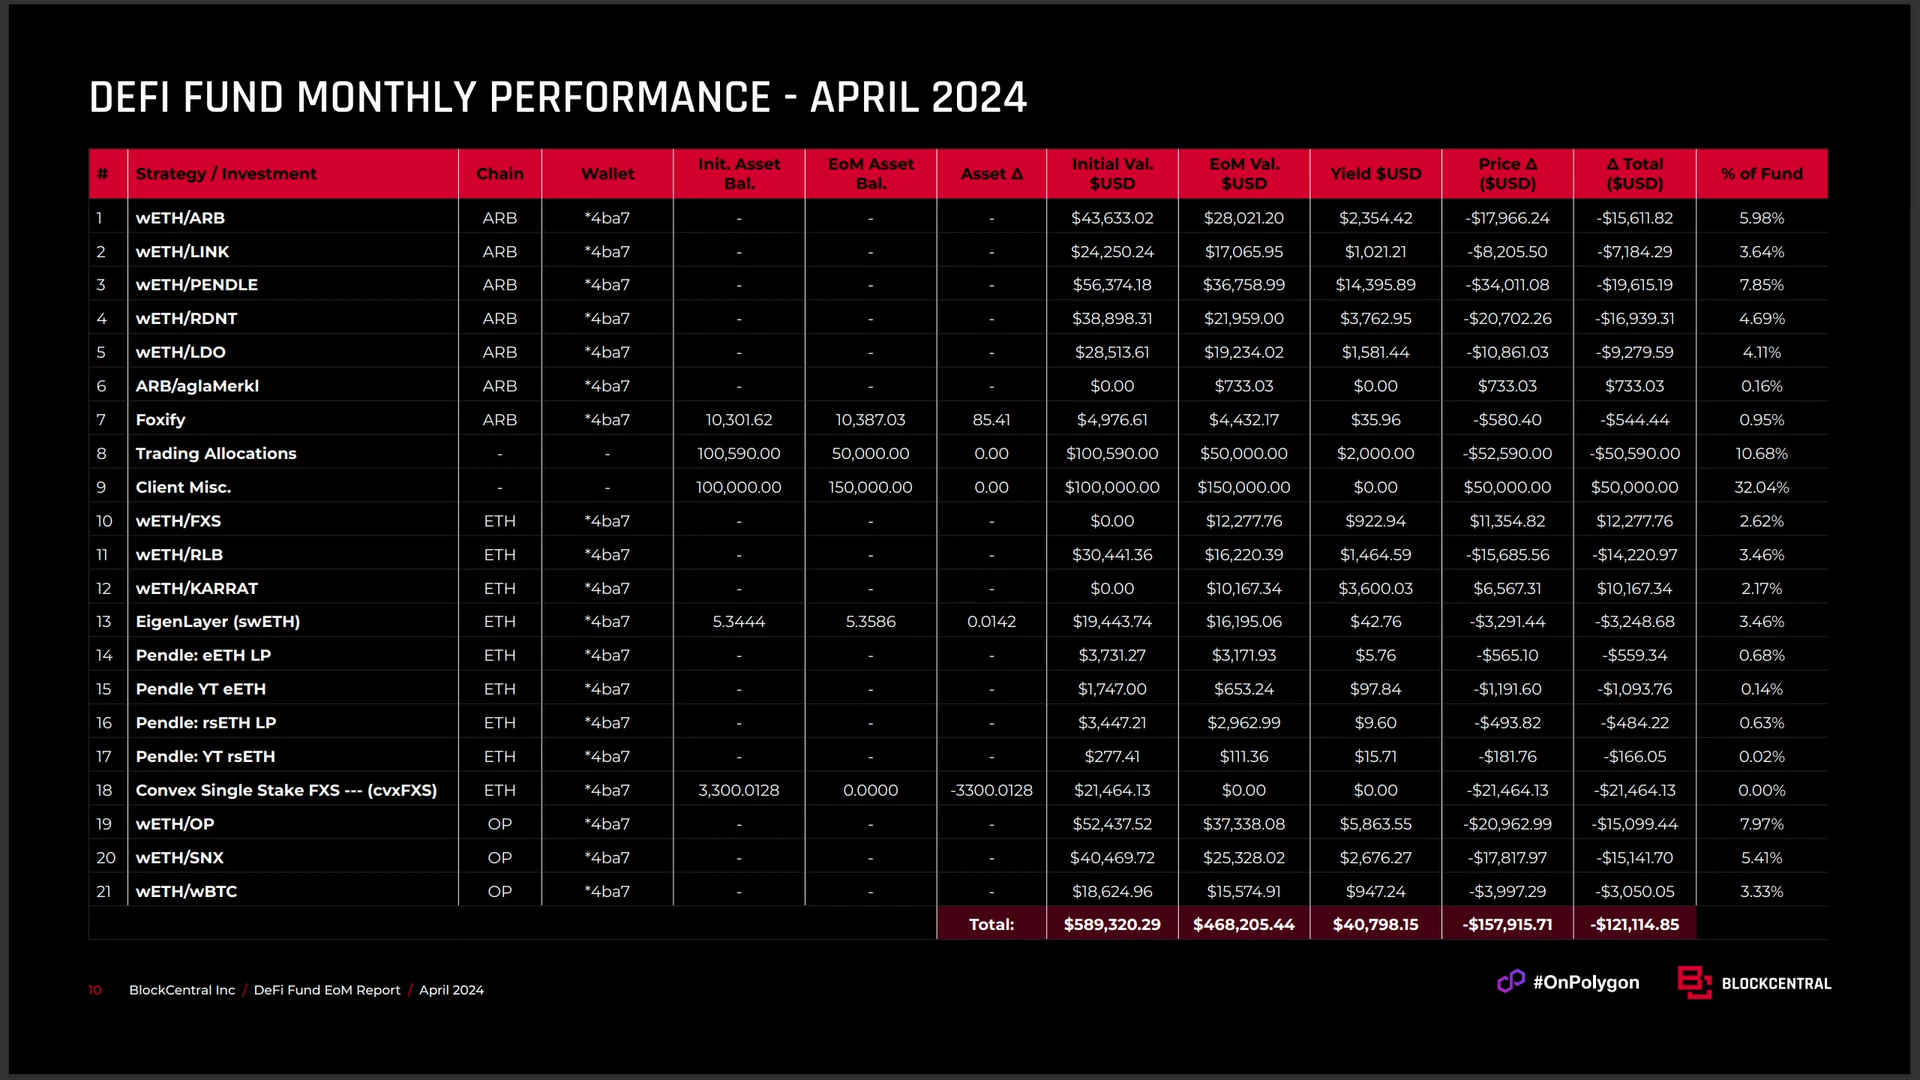 DEFI FUND MONTHLY PERFORMANCE - APRIL 2024
# Strategy / Investment Chain Wallet Init. Asset Bal. EoM Asset Bal. Asset Δ Initial Val. $USD EoM Val. $USD Yield $USD Price Δ ($USD) Δ Total ($USD) % of Fund
1 wETH/ARB ARB *4ba7 - - - $43,633.02 $28,021.20 $2,354.42 -$17,966.24 -$15,611.82 5.98%
2 wETH/LINK ARB *4ba7 - - - $24,250.24 $17,065.95 $1,021.21 -$8,205.50 -$7,184.29 3.64%
3 wETH/PENDLE ARB *4ba7 - - - $56,374.18 $36,758.99 $14,395.89 -$34,011.08 -$19,615.19 7.85%
4 wETH/RDNT ARB *4ba7 - - - $38,898.31 $21,959.00 $3,762.95 -$20,702.26 -$16,939.31 4.69%
5 wETH/LDO ARB *4ba7 - - - $28,513.61 $19,234.02 $1,581.44 -$10,861.03 -$9,279.59 4.11%
6 ARB/aglaMerkl ARB *4ba7 - - - $0.00 $733.03 $0.00 $733.03 $733.03 0.16%
7 Foxify ARB *4ba7 10,301.62 10,387.03 85.41 $4,976.61 $4,432.17 $35.96 -$580.40 -$544.44 0.95%
8 Trading Allocations - - 100,590.00 50,000.00 0.00 $100,590.00 $50,000.00 $2,000.00 -$52,590.00 -$50,590.00 10.68%
9 Client Misc. - - 100,000.00 150,000.00 0.00 $100,000.00 $150,000.00 $0.00 $50,000.00 $50,000.00 32.04%
10 wETH/FXS ETH *4ba7 - - - $0.00 $12,277.76 $922.94 $11,354.82 $12,277.76 2.62%
11 wETH/RLB ETH *4ba7 - - - $30,441.36 $16,220.39 $1,464.59 -$15,685.56 -$14,220.97 3.46%
12 wETH/KARRAT ETH *4ba7 - - - $0.00 $10,167.34 $3,600.03 $6,567.31 $10,167.34 2.17%
13 EigenLayer (swETH) ETH *4ba7 5.3444 5.3586 0.0142 $19,443.74 $16,195.06 $42.76 -$3,291.44 -$3,248.68 3.46%
14 Pendle: eETH LP ETH *4ba7 - - - $3,731.27 $3,171.93 $5.76 -$565.10 -$559.34 0.68%
15 Pendle YT eETH ETH *4ba7 - - - $1,747.00 $653.24 $97.84 -$1,191.60 -$1,093.76 0.14%
16 Pendle: rsETH LP ETH *4ba7 - - - $3,447.21 $2,962.99 $9.60 -$493.82 -$484.22 0.63%
17 Pendle: YT rsETH ETH *4ba7 - - - $277.41 $111.36 $15.71 -$181.76 -$166.05 0.02%
18 Convex Single Stake FXS --- (cvxFXS) ETH *4ba7 3,300.0128 0.0000 -3300.0128 $21,464.13 $0.00 $0.00 -$21,464.13 -$21,464.13 0.00%
19 wETH/OP OP *4ba7 - - - $52,437.52 $37,338.08 $5,863.55 -$20,962.99 -$15,099.44 7.97%
20 wETH/SNX OP *4ba7 - - - $40,469.72 $25,328.02 $2,676.27 -$17,817.97 -$15,141.70 5.41%
21 wETH/wBTC OP *4ba7 - - - $18,624.96 $15,574.91 $947.24 -$3,997.29 -$3,050.05 3.33%
Total: $589,320.29 $468,205.44 $40,798.15 -$157,915.71 -$121,114.85
10 BlockCentral Inc / DeFi Fund EoM Report / April 2024
#OnPolygon
BLOCKCENTRAL